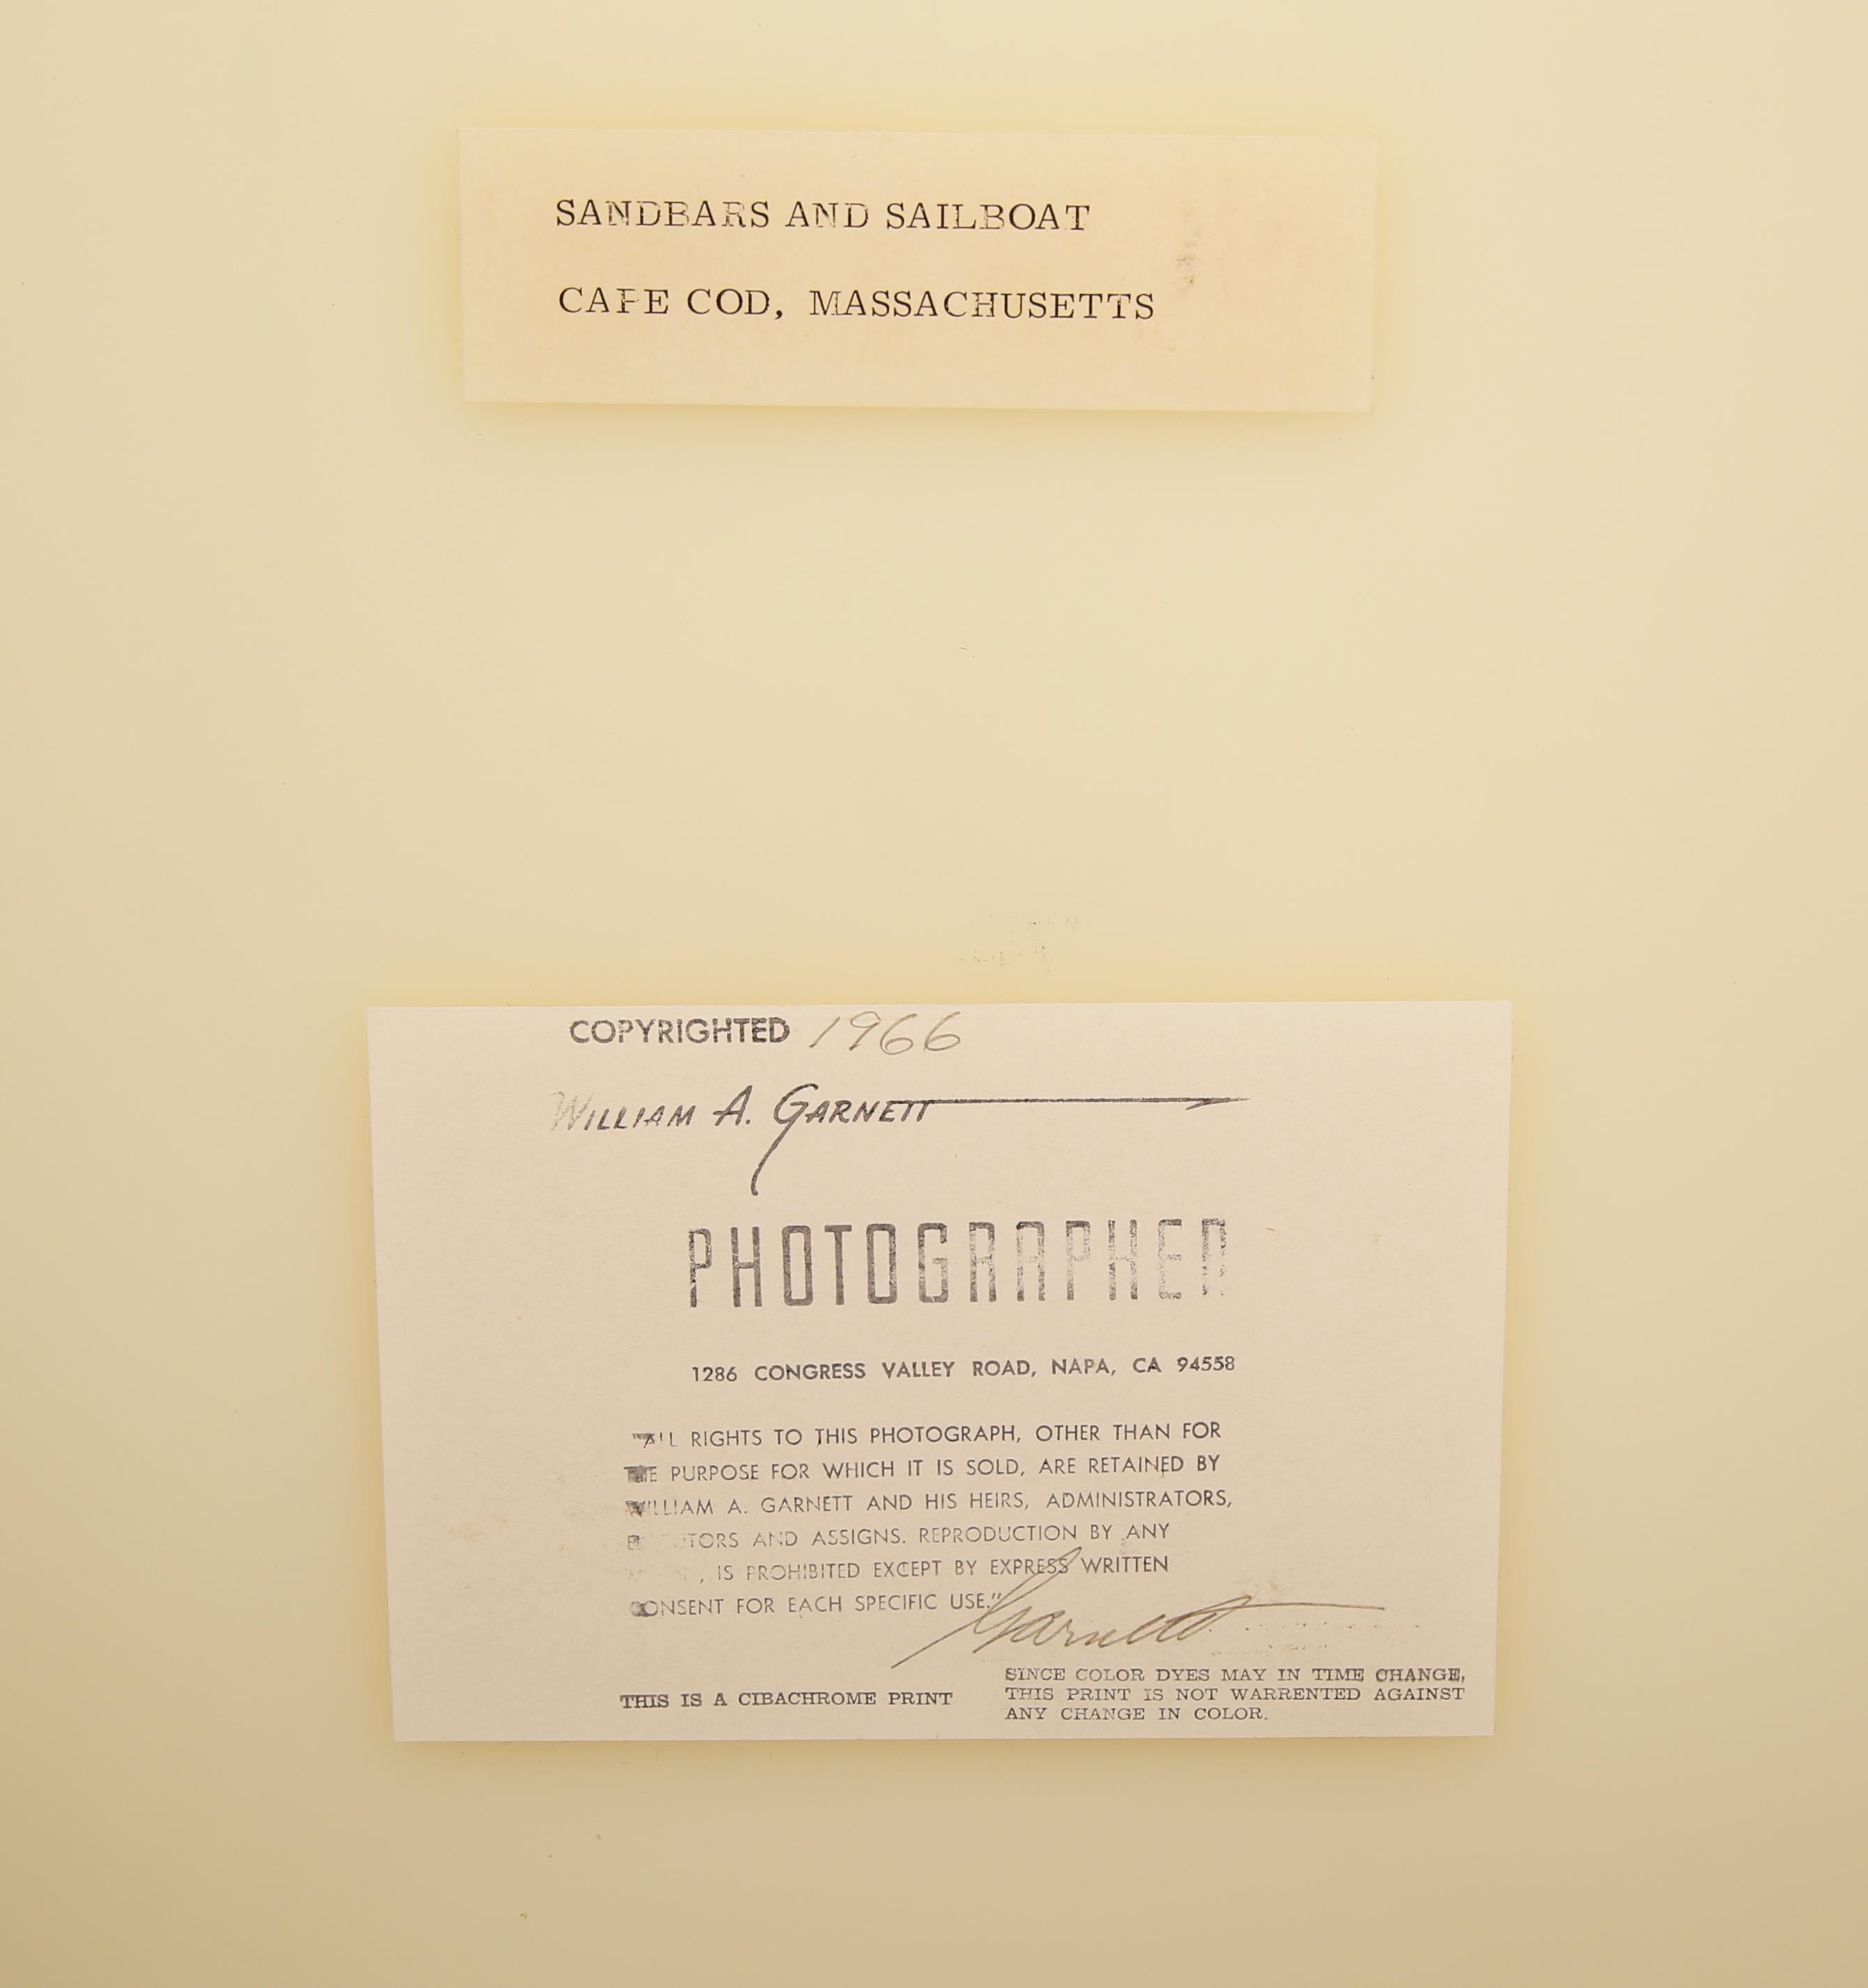 SANDBARS AND SAILBOAT
CAPE COD, MASSACHUSETTS
COPYRIGHTED 1966
WILLIAM A. GARNETT
PHOTOGRAPHER
1286 CONGRESS VALLEY ROAD, NAPA, CA 94558
"ALL RIGHTS TO THIS PHOTOGRAPH, OTHER THAN FOR
THE PURPOSE FOR WHICH IT IS SOLD, ARE RETAINED BY
WILLIAM A. GARNETT AND HIS HEIRS, ADMINISTRATORS,
AND ASSIGNS. REPRODUCTION BY ANY
, IS PROHIBITED EXCEPT BY EXPRESS WRITTEN
CONSENT FOR EACH SPECIFIC USE."
Garnett
THIS IS A CIBACHROME PRINT
SINCE COLOR DYES MAY IN TIME CHANGE,
THIS PRINT IS NOT WARRENTED AGAINST
ANY CHANGE IN COLOR.